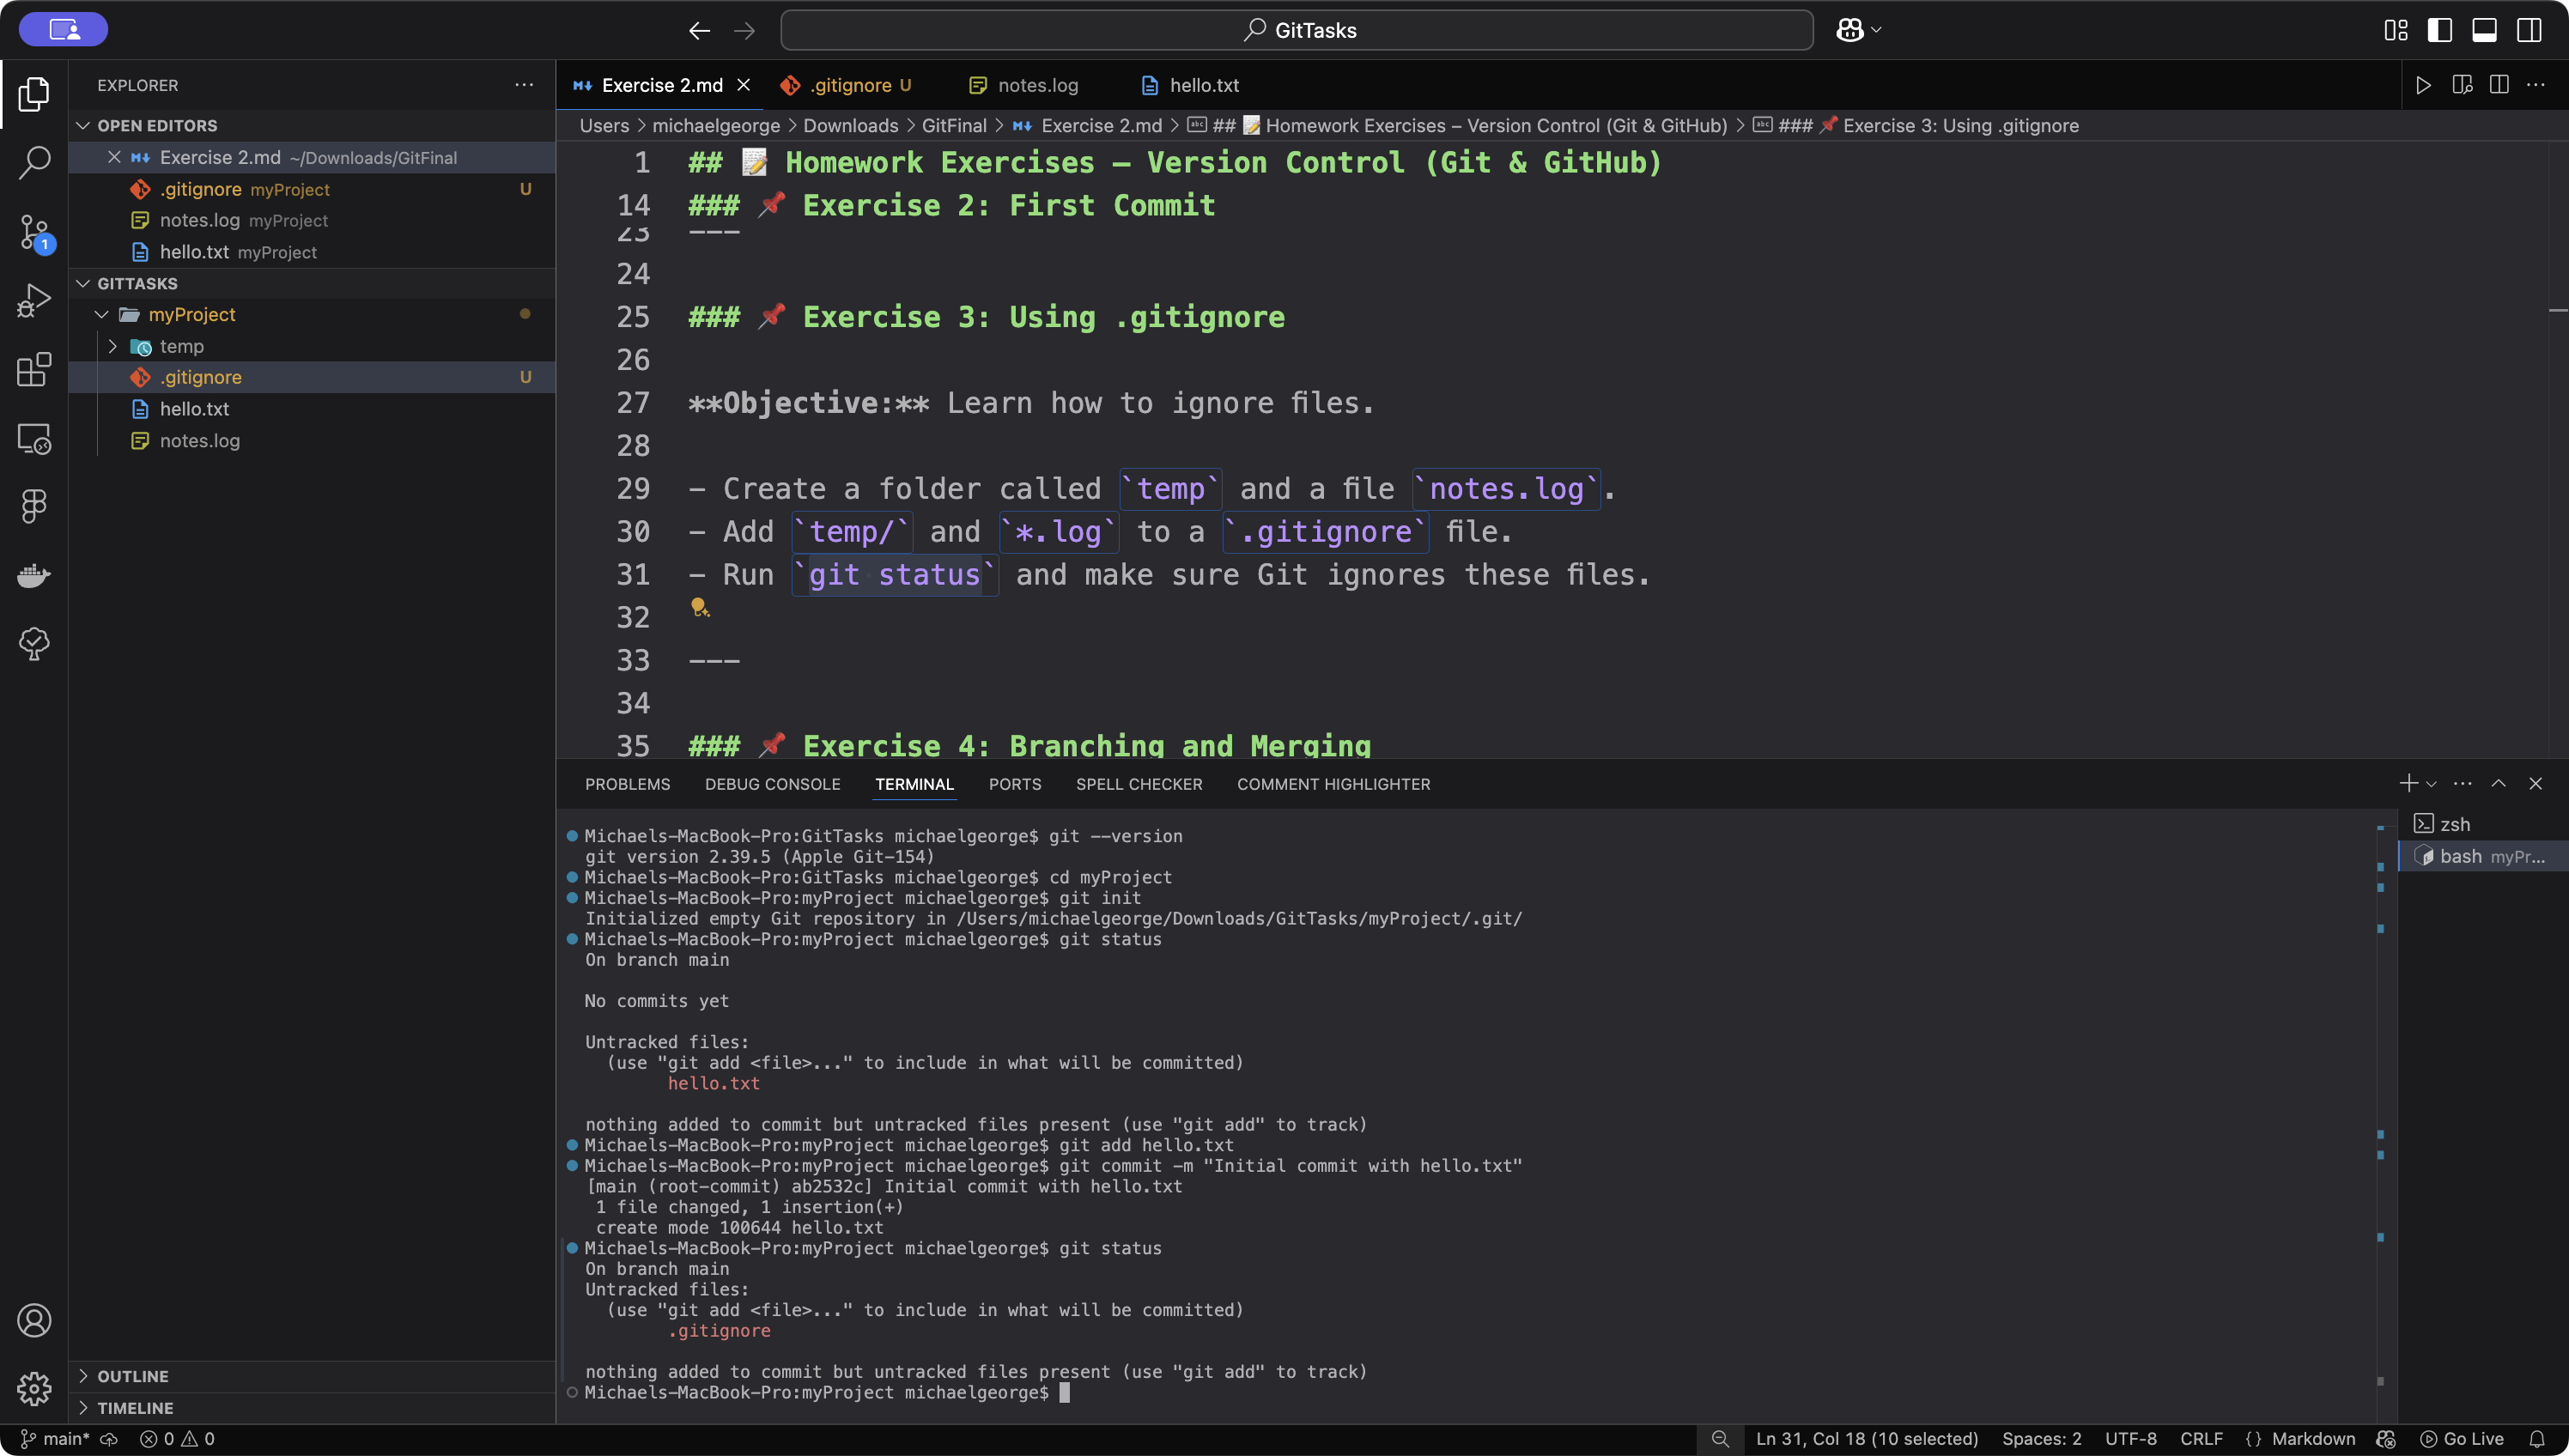 GitTasks
EXPLORER
OPEN EDITORS
Exercise 2.md ~/Downloads/GitFinal
.gitignore myProject U
notes.log myProject
hello.txt myProject
1
GITTASKS
myProject
temp
.gitignore U
hello.txt
notes.log
OUTLINE
TIMELINE
Exercise 2.md .gitignore U notes.log hello.txt
Users > michaelgeorge > Downloads > GitFinal > Exercise 2.md > ## 📝 Homework Exercises – Version Control (Git & GitHub) > ### 📌 Exercise 3: Using .gitignore
1 ## 📝 Homework Exercises – Version Control (Git & GitHub)
14 ### 📌 Exercise 2: First Commit
23 ---
24
25 ### 📌 Exercise 3: Using .gitignore
26
27 **Objective:** Learn how to ignore files.
28
29 - Create a folder called `temp` and a file `notes.log`.
30 - Add `temp/` and `*.log` to a `.gitignore` file.
31 - Run `git status` and make sure Git ignores these files.
32
33 ---
34
35 ### 📌 Exercise 4: Branching and Merging
PROBLEMS DEBUG CONSOLE TERMINAL PORTS SPELL CHECKER COMMENT HIGHLIGHTER
Michaels-MacBook-Pro:GitTasks michaelgeorge$ git --version
git version 2.39.5 (Apple Git-154)
Michaels-MacBook-Pro:GitTasks michaelgeorge$ cd myProject
Michaels-MacBook-Pro:myProject michaelgeorge$ git init
Initialized empty Git repository in /Users/michaelgeorge/Downloads/GitTasks/myProject/.git/
Michaels-MacBook-Pro:myProject michaelgeorge$ git status
On branch main
No commits yet
Untracked files:
(use "git add <file>..." to include in what will be committed)
hello.txt
nothing added to commit but untracked files present (use "git add" to track)
Michaels-MacBook-Pro:myProject michaelgeorge$ git add hello.txt
Michaels-MacBook-Pro:myProject michaelgeorge$ git commit -m "Initial commit with hello.txt"
[main (root-commit) ab2532c] Initial commit with hello.txt
1 file changed, 1 insertion(+)
create mode 100644 hello.txt
Michaels-MacBook-Pro:myProject michaelgeorge$ git status
On branch main
Untracked files:
(use "git add <file>..." to include in what will be committed)
.gitignore
nothing added to commit but untracked files present (use "git add" to track)
Michaels-MacBook-Pro:myProject michaelgeorge$
zsh
bash myPr...
main* 0 0 Ln 31, Col 18 (10 selected) Spaces: 2 UTF-8 CRLF {} Markdown Go Live